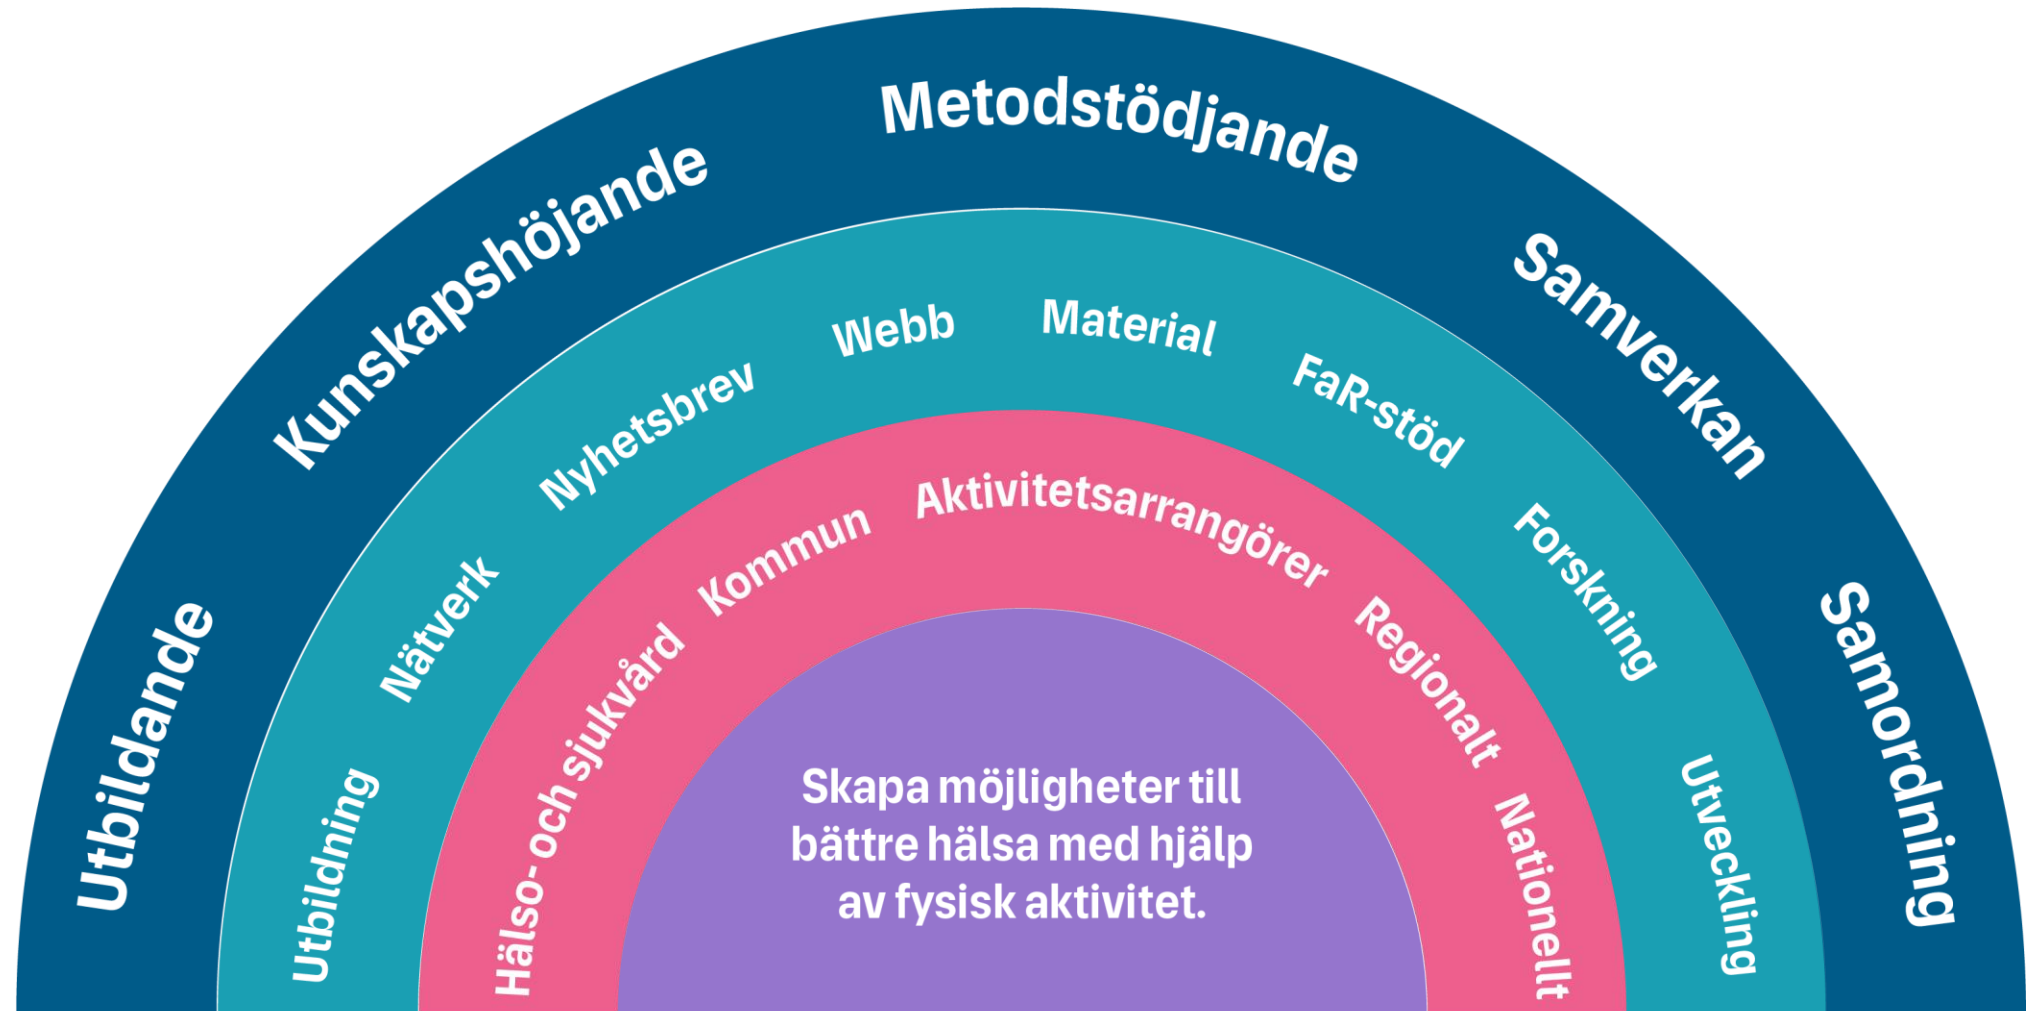 Utbildande
Kunskapshöjande
Metodstödjande
Samverkan
Samordning
Utbildning
Nätverk
Nyhetsbrev
Webb
Material
FaR-stöd
Forskning
Utveckling
Hälso- och sjukvård
Kommun
Aktivitetsarrangörer
Regionalt
Nationellt
Skapa möjligheter till
bättre hälsa med hjälp
av fysisk aktivitet.